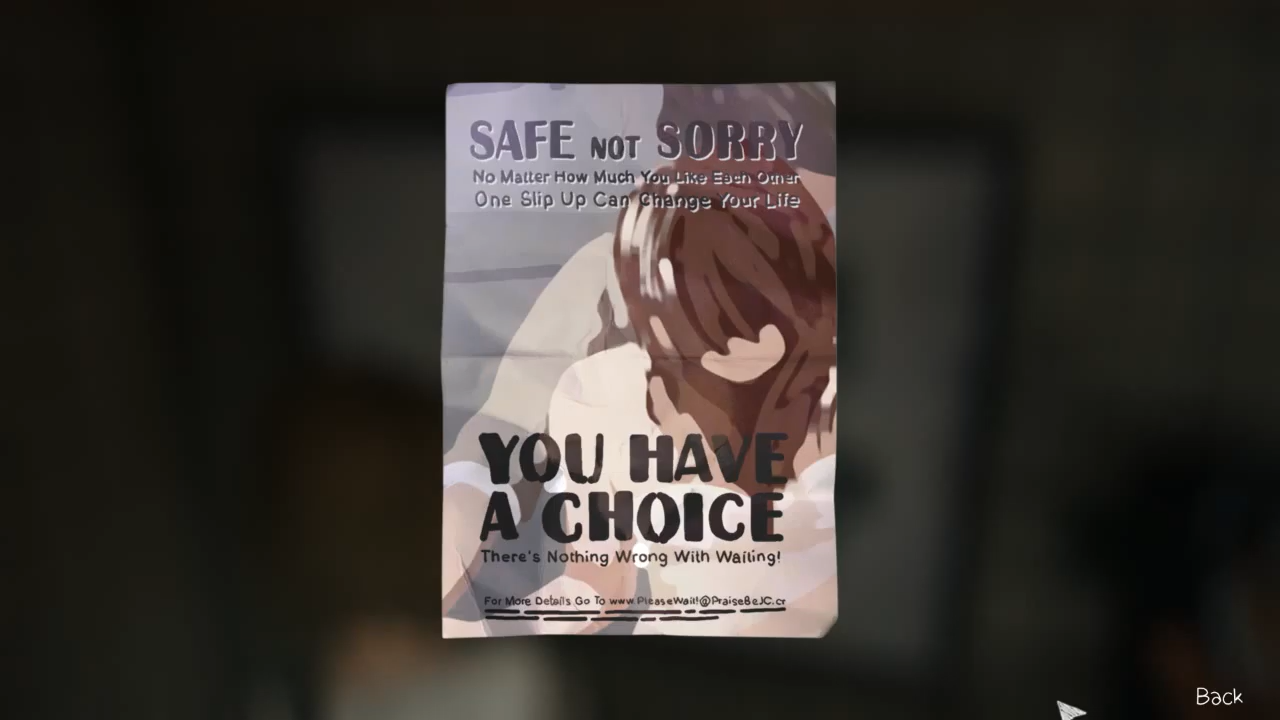 SAFE NOT SORRY
No Matter How Much You Like Each Other
One Slip Up Can Change Your Life
YOU HAVE
A CHOICE
There's Nothing Wrong With Waiting!
For More Details Go To www.PleaseWait!@PraiseBeJC.cr
Back